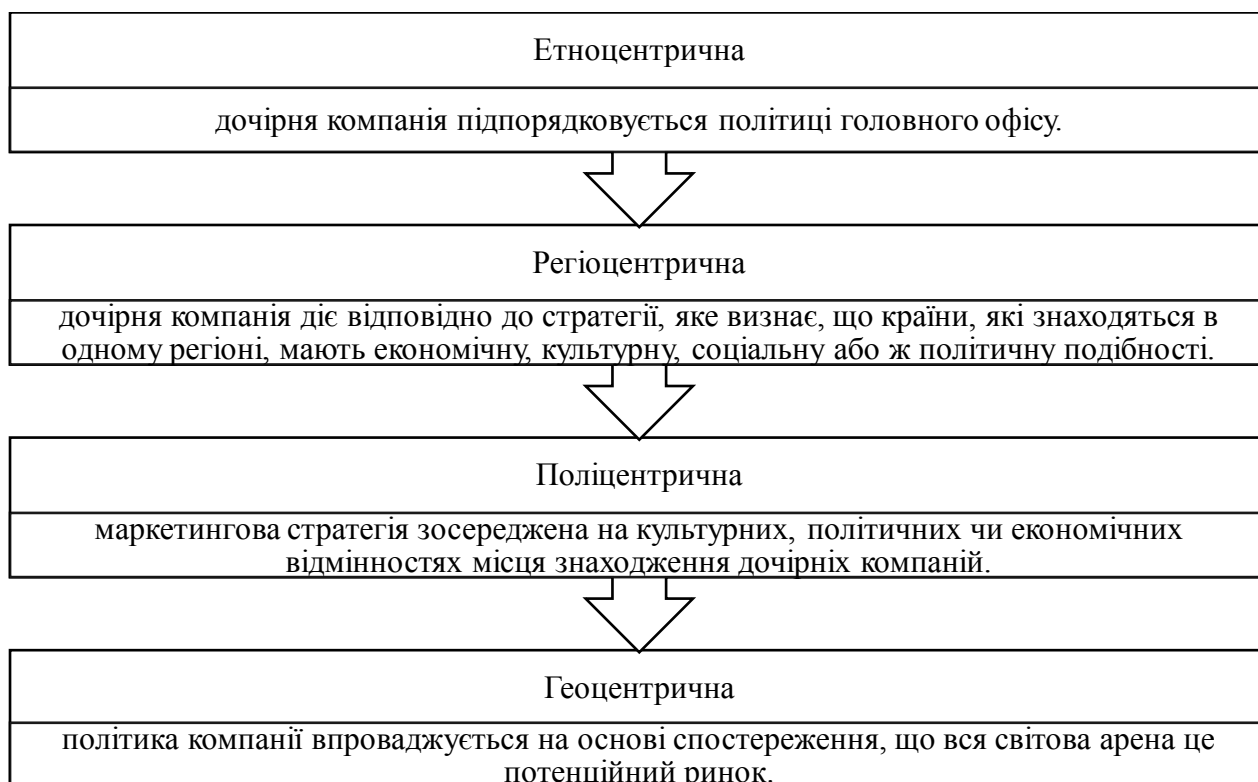 Етноцентрична
дочірня компанія підпорядковується політиці головного офісу.
Регіоцентрична
дочірня компанія діє відповідно до стратегії, яке визнає, що країни, які знаходяться в
одному регіоні, мають економічну, культурну, соціальну або ж політичну подібності.
Поліцентрична
маркетингова стратегія зосереджена на культурних, політичних чи економічних
відмінностях місця знаходження дочірніх компаній.
Геоцентрична
політика компанії впроваджується на основі спостереження, що вся світова арена це
потенційний ринок.